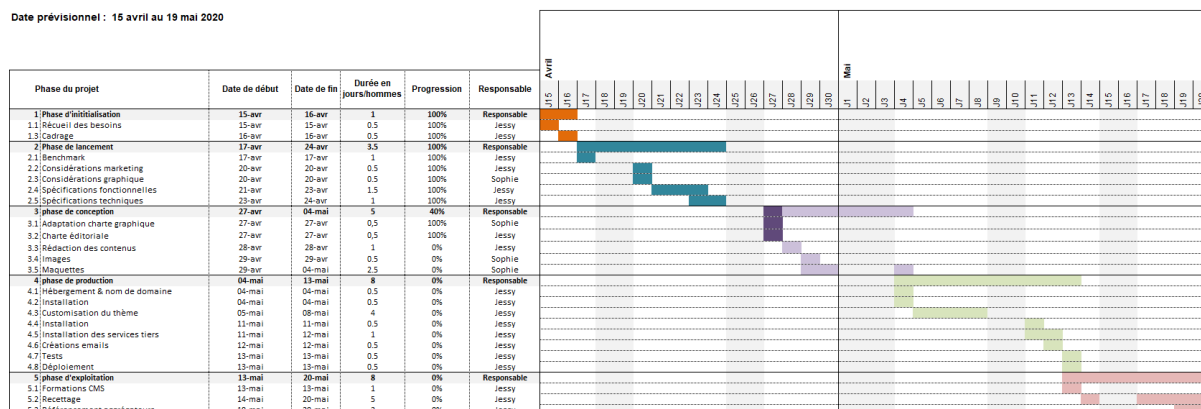 Date prévisionnel : 15 avril au 19 mai 2020
Avril Mai
Phase du projet Date de début Date de fin Durée en jours/hommes Progression Responsable J15 J16 J17 J18 J19 J20 J21 J22 J23 J24 J25 J26 J27 J28 J29 J30 J1 J2 J3 J4 J5 J6 J7 J8 J9 J10 J11 J12 J13 J14 J15 J16 J17 J18 J19
1 Phase d'inititialisation 15-avr 16-avr 1 100% Responsable
1.1 Récueil des besoins 15-avr 15-avr 0.5 100% Jessy
1.3 Cadrage 16-avr 16-avr 0.5 100% Jessy
2 Phase de lancement 17-avr 24-avr 3.5 100% Responsable
2.1 Benchmark 17-avr 17-avr 1 100% Jessy
2.2 Considérations marketing 20-avr 20-avr 0.5 100% Jessy
2.3 Considérations graphique 20-avr 20-avr 0.5 100% Sophie
2.4 Spécifications fonctionnelles 21-avr 23-avr 1.5 100% Jessy
2.5 Spécifications techniques 23-avr 24-avr 1 100% Jessy
3 phase de conception 27-avr 04-mai 5 40% Responsable
3.1 Adaptation charte graphique 27-avr 27-avr 0,5 100% Sophie
3.2 Charte éditoriale 27-avr 27-avr 0,5 100% Jessy
3.3 Rédaction des contenus 28-avr 28-avr 1 0% Jessy
3.4 Images 29-avr 29-avr 0.5 0% Sophie
3.5 Maquettes 29-avr 04-mai 2.5 0% Sophie
4 phase de production 04-mai 13-mai 8 0% Responsable
4.1 Hébergement & nom de domaine 04-mai 04-mai 0.5 0% Jessy
4.2 Installation 04-mai 04-mai 0.5 0% Jessy
4.3 Customisation du thème 05-mai 08-mai 4 0% Jessy
4.4 Installation 11-mai 11-mai 0.5 0% Jessy
4.5 Installation des services tiers 11-mai 12-mai 1 0% Jessy
4.6 Créations emails 12-mai 12-mai 0.5 0% Jessy
4.7 Tests 13-mai 13-mai 0.5 0% Jessy
4.8 Déploiement 13-mai 13-mai 0.5 0% Jessy
5 phase d'exploitation 13-mai 20-mai 8 0% Responsable
5.1 Formations CMS 13-mai 13-mai 1 0% Jessy
5.2 Recettage 14-mai 20-mai 5 0% Jessy